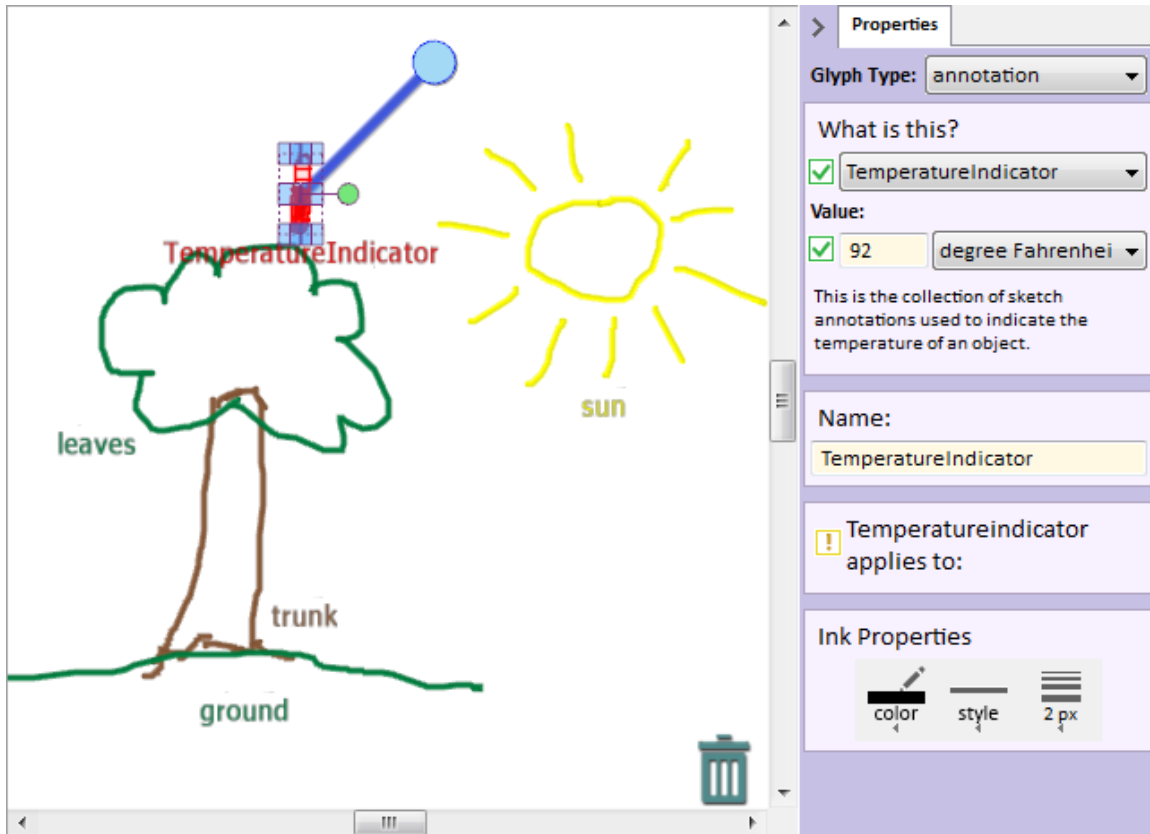 TemperatureIndicator
leaves
sun
trunk
ground
Properties
Glyph Type: annotation
What is this?
TemperatureIndicator
Value:
92 degree Fahrenhei
This is the collection of sketch
annotations used to indicate the
temperature of an object.
Name:
TemperatureIndicator
! Temperatureindicator
applies to:
Ink Properties
color style 2 px